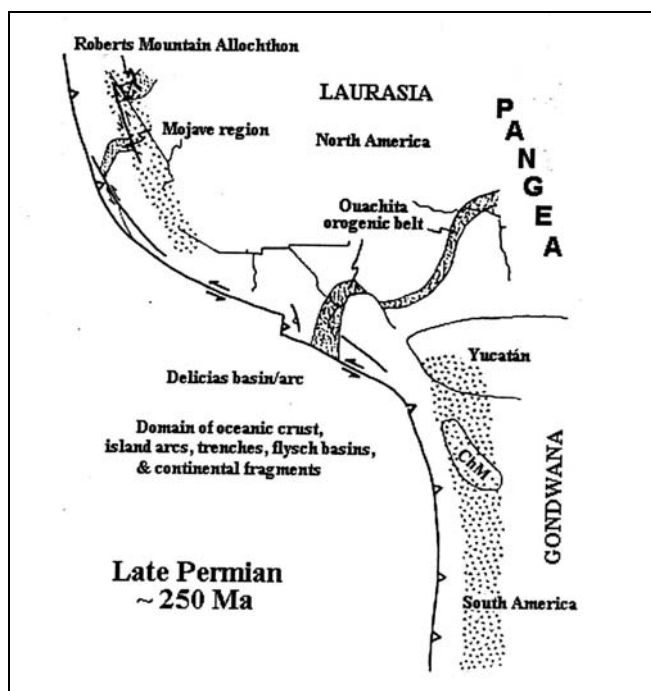 Roberts Mountain Allochthon
LAURASIA
PANGEA
Mojave region
North America
Ouachita
orogenic belt
Yucatán
Delicias basin/arc
Domain of oceanic crust,
island arcs, trenches, flysch basins,
& continental fragments
ChM
GONDWANA
Late Permian
~ 250 Ma
South America